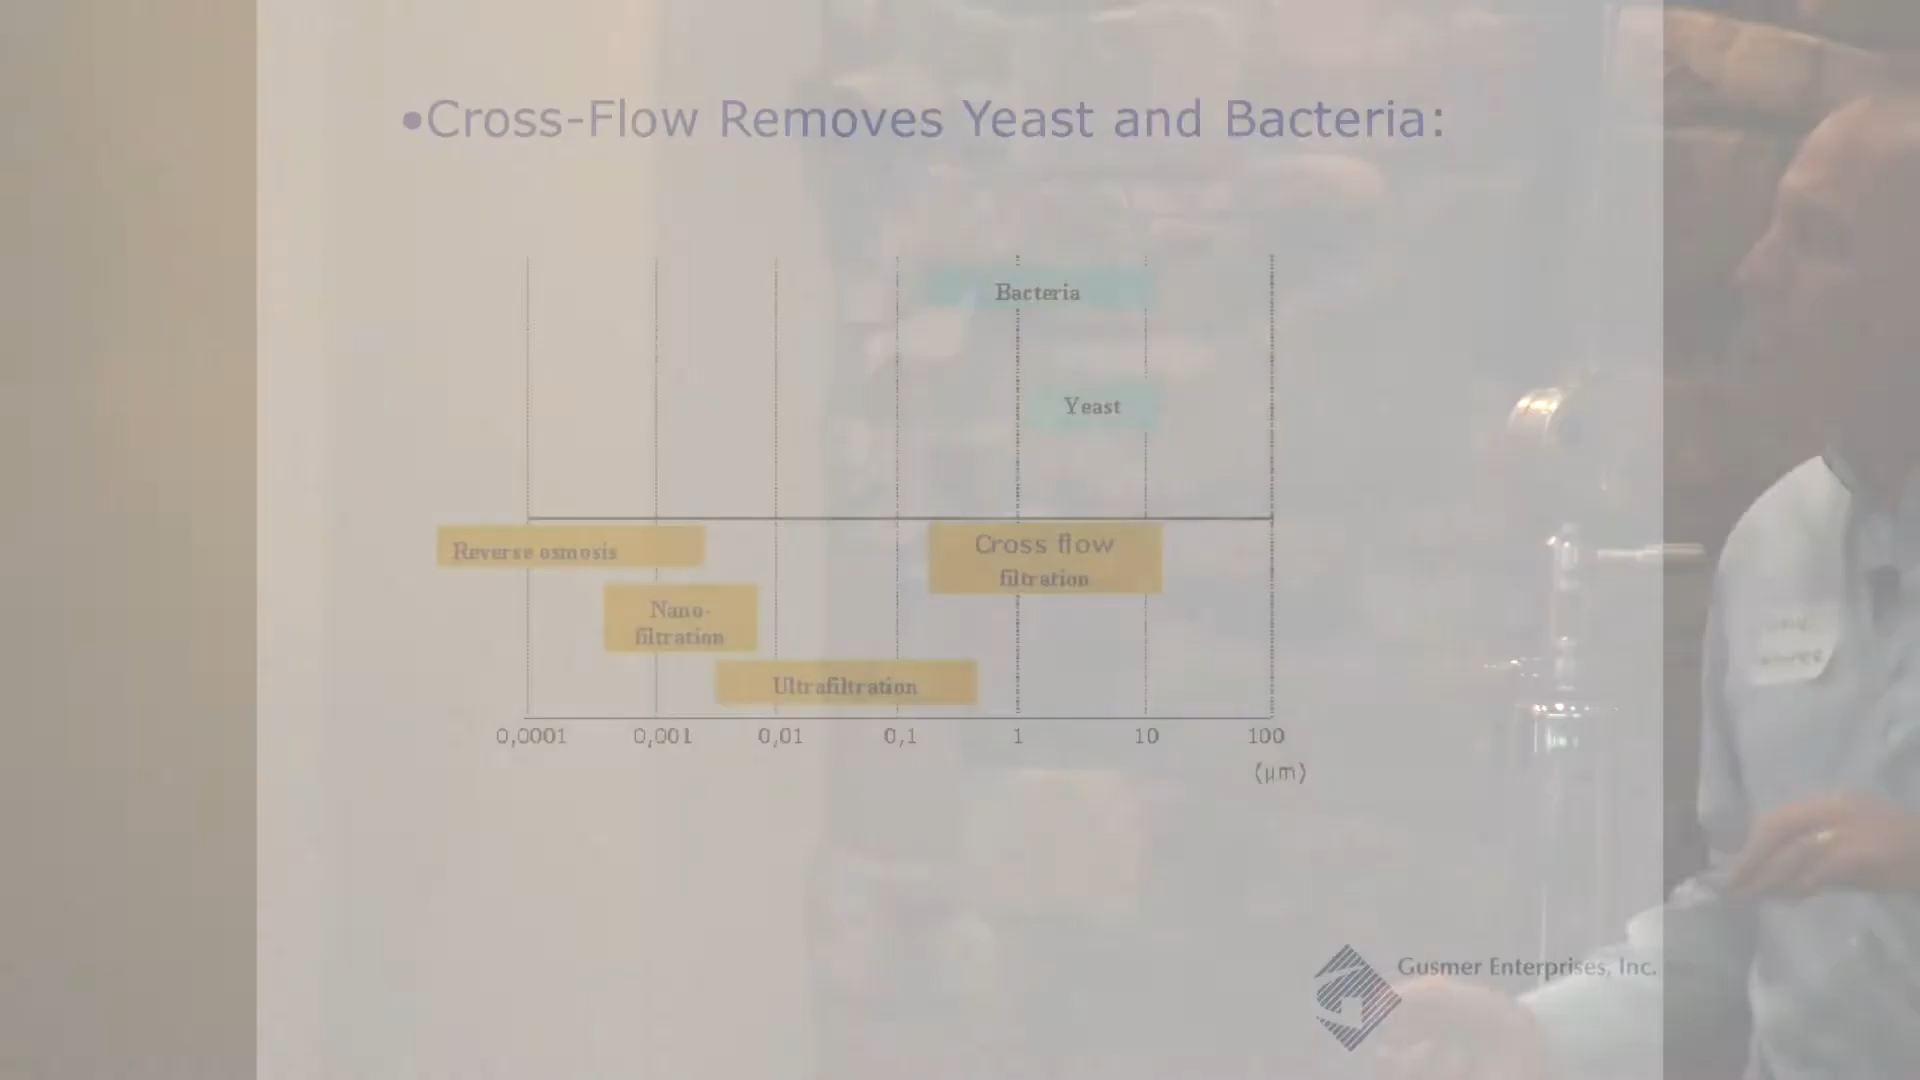 •Cross-Flow Removes Yeast and Bacteria:
Bacteria
Yeast
Reverse osmosis
Cross flow
filtration
Nano-
filtration
Ultrafiltration
0,0001 0,001 0,01 0,1 1 10 100
(µm)
Gusmer Enterprises, Inc.